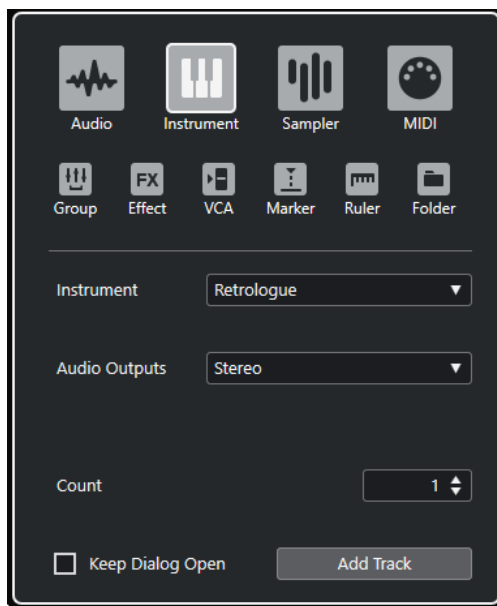 Audio Instrument Sampler MIDI
FX
Group Effect VCA Marker Ruler Folder
Instrument Retrologue
Audio Outputs Stereo
Count 1
Keep Dialog Open Add Track